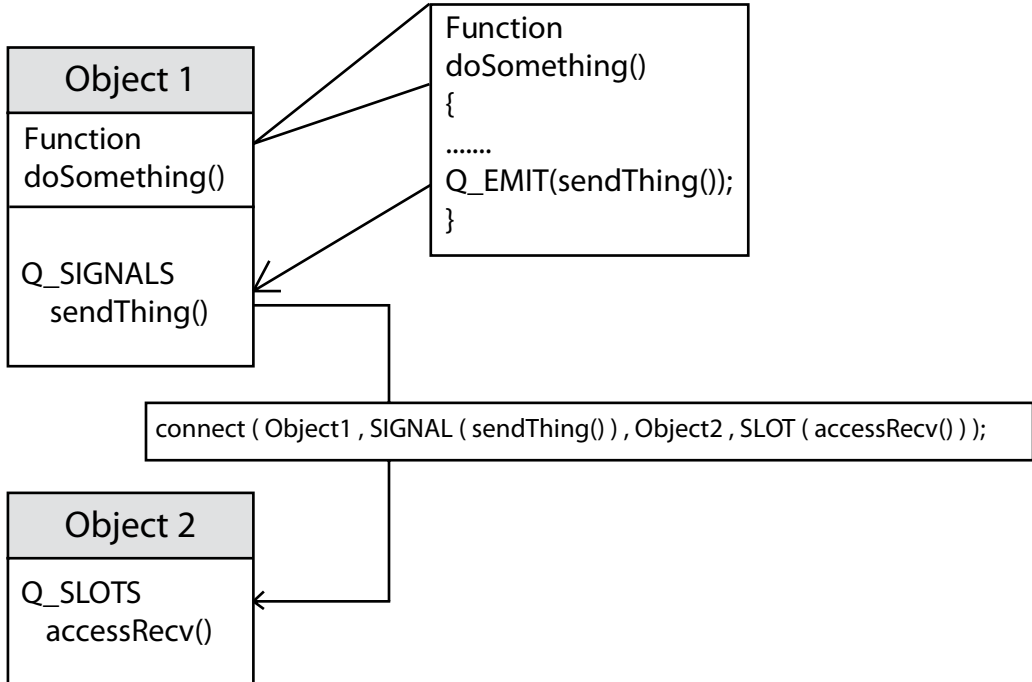 Object 1
Function
doSomething()
Q_SIGNALS
sendThing()
Function
doSomething()
{
.......
Q_EMIT(sendThing());
}
connect ( Object1 , SIGNAL ( sendThing() ) , Object2 , SLOT ( accessRecv() ) );
Object 2
Q_SLOTS
accessRecv()